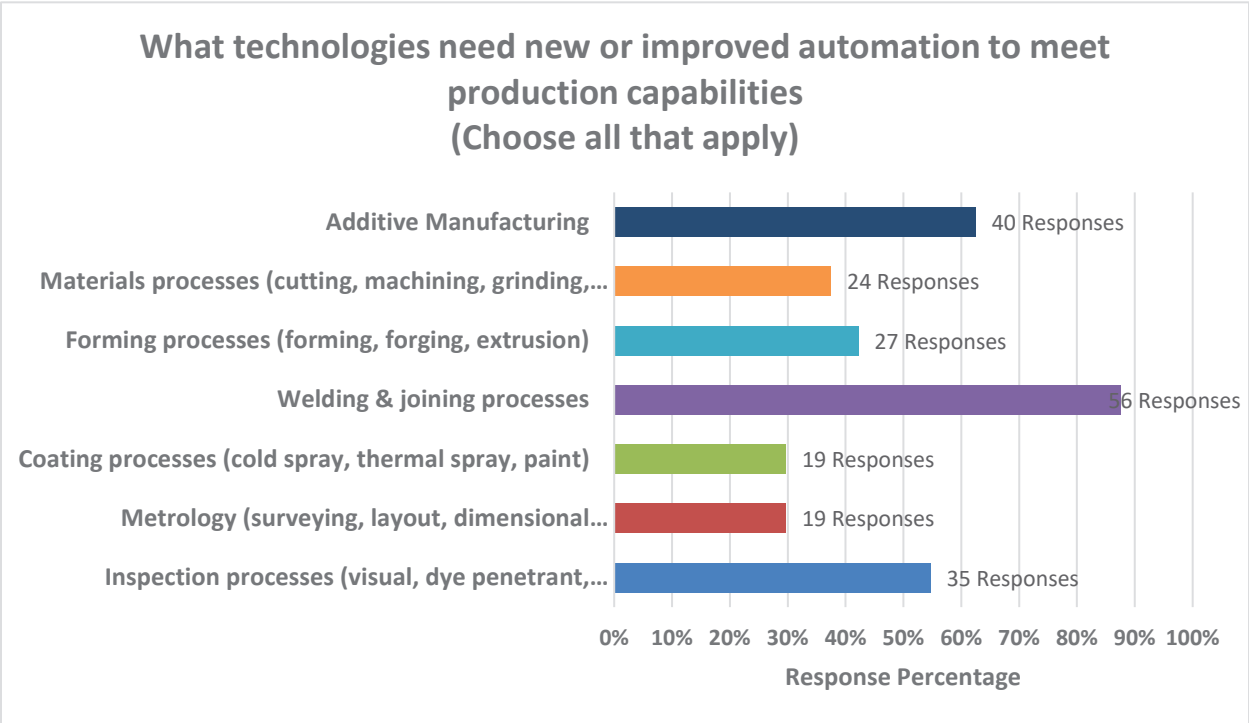 What technologies need new or improved automation to meet
production capabilities
(Choose all that apply)
Additive Manufacturing
40 Responses
Materials processes (cutting, machining, grinding,...
24 Responses
Forming processes (forming, forging, extrusion)
27 Responses
Welding & joining processes
56 Responses
Coating processes (cold spray, thermal spray, paint)
19 Responses
Metrology (surveying, layout, dimensional...
19 Responses
Inspection processes (visual, dye penetrant,...
35 Responses
0% 10% 20% 30% 40% 50% 60% 70% 80% 90% 100%
Response Percentage